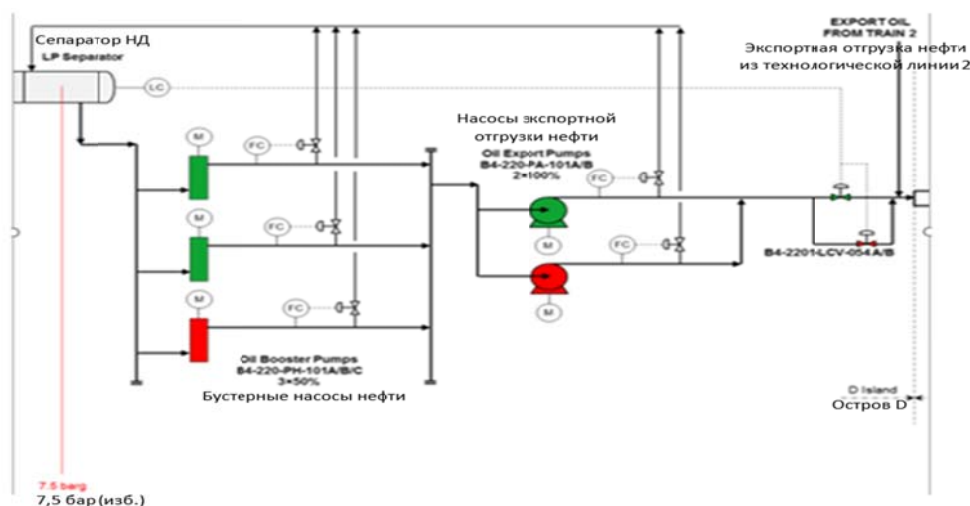 EXPORT OIL
FROM TRAIN 2
Экспортная отгрузка нефти
из технологической линии 2
Сепаратор НД
LP Separator
LC
Насосы экспортной
отгрузки нефти
Oil Export Pumps
B4-220-PA-101A/B
2×100%
M
FC
FC
M
FC
M
FC
M
FC
M
B4-2201-LCV-054 A/B
Oil Booster Pumps
B4-220-PH-101A/B/C
3×50%
Бустерные насосы нефти
D Island
Остров D
7.5 barg
7,5 бар (изб.)